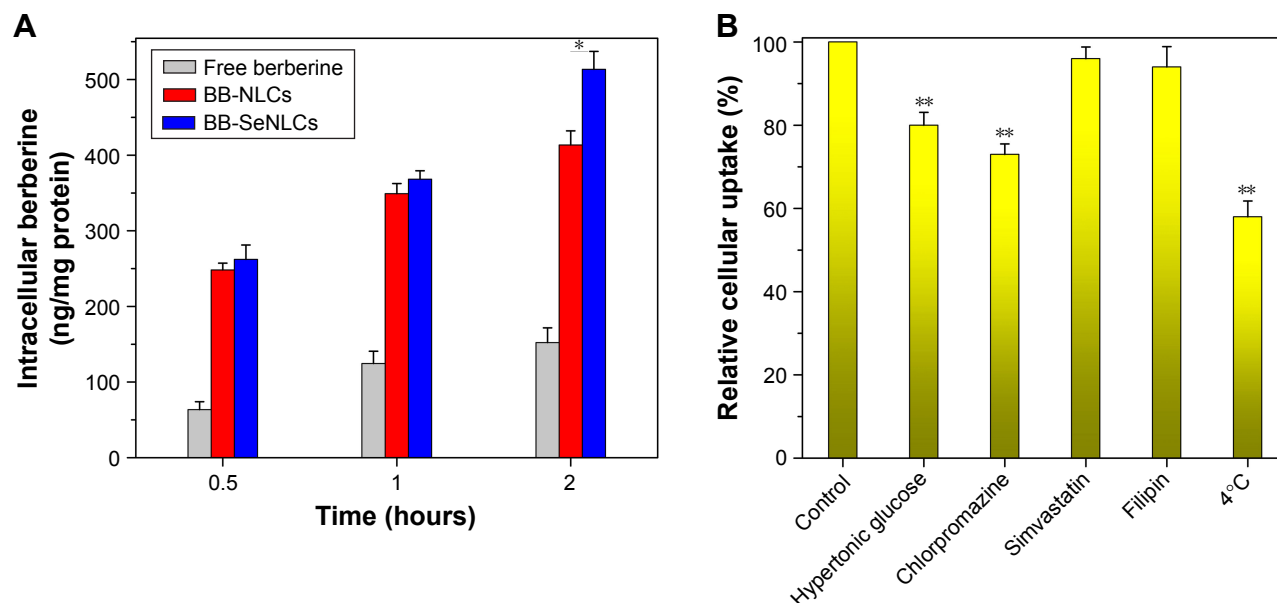 A
Intracellular berberine
(ng/mg protein)
500
400
300
200
100
0
Free berberine
BB-NLCs
BB-SeNLCs
*
0.5
1
2
Time (hours)
B
Relative cellular uptake (%)
100
80
60
40
20
0
**
**
**
Control
Hypertonic glucose
Chlorpromazine
Simvastatin
Filipin
4°C